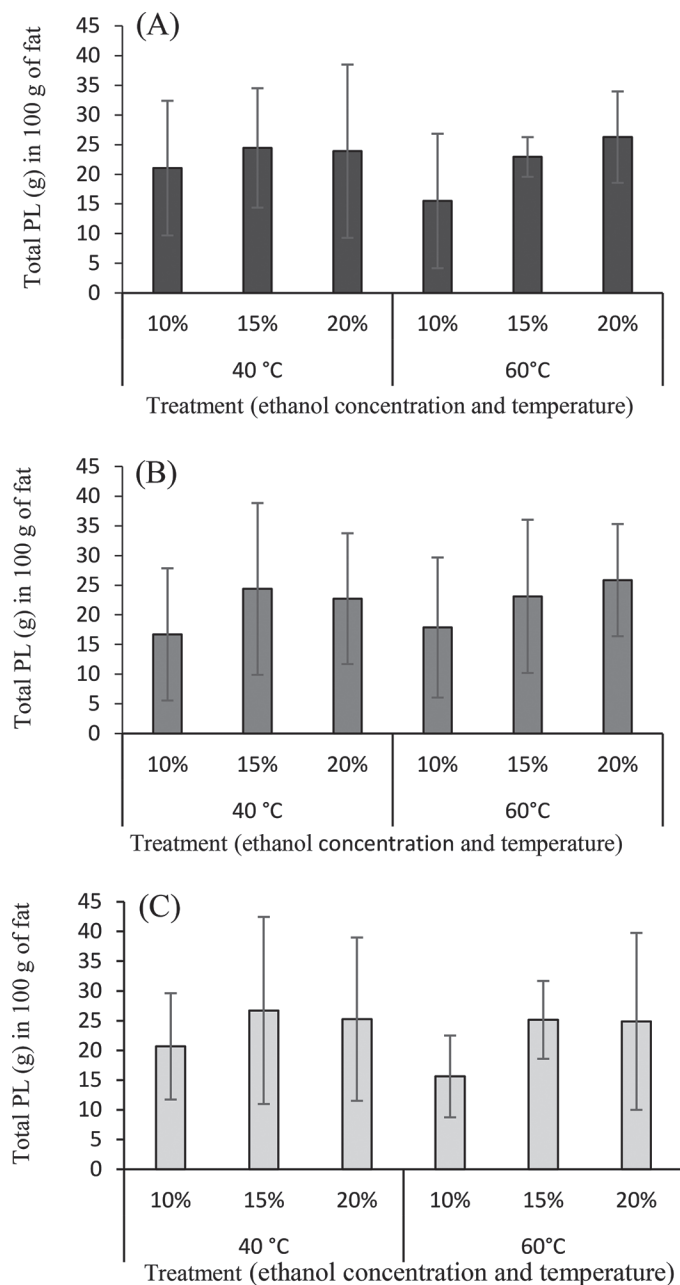 (A)
Total PL (g) in 100 g of fat
45
40
35
30
25
20
15
10
5
0
10% 15% 20% 10% 15% 20%
40 °C 60°C
Treatment (ethanol concentration and temperature)
(B)
Total PL (g) in 100 g of fat
45
40
35
30
25
20
15
10
5
0
10% 15% 20% 10% 15% 20%
40 °C 60°C
Treatment (ethanol concentration and temperature)
(C)
Total PL (g) in 100 g of fat
45
40
35
30
25
20
15
10
5
0
10% 15% 20% 10% 15% 20%
40 °C 60°C
Treatment (ethanol concentration and temperature)